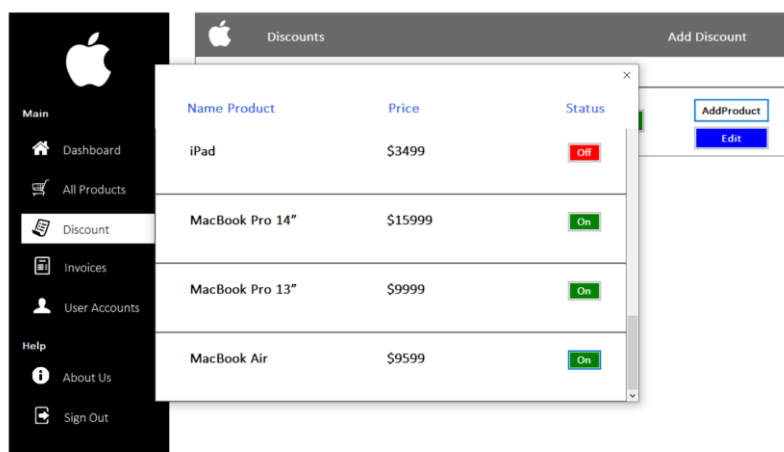 Discounts
Add Discount
Main
Dashboard
All Products
Discount
Invoices
User Accounts
Help
About Us
Sign Out
Name Product Price Status
iPad $3499 Off
MacBook Pro 14” $15999 On
MacBook Pro 13” $9999 On
MacBook Air $9599 On
AddProduct
Edit